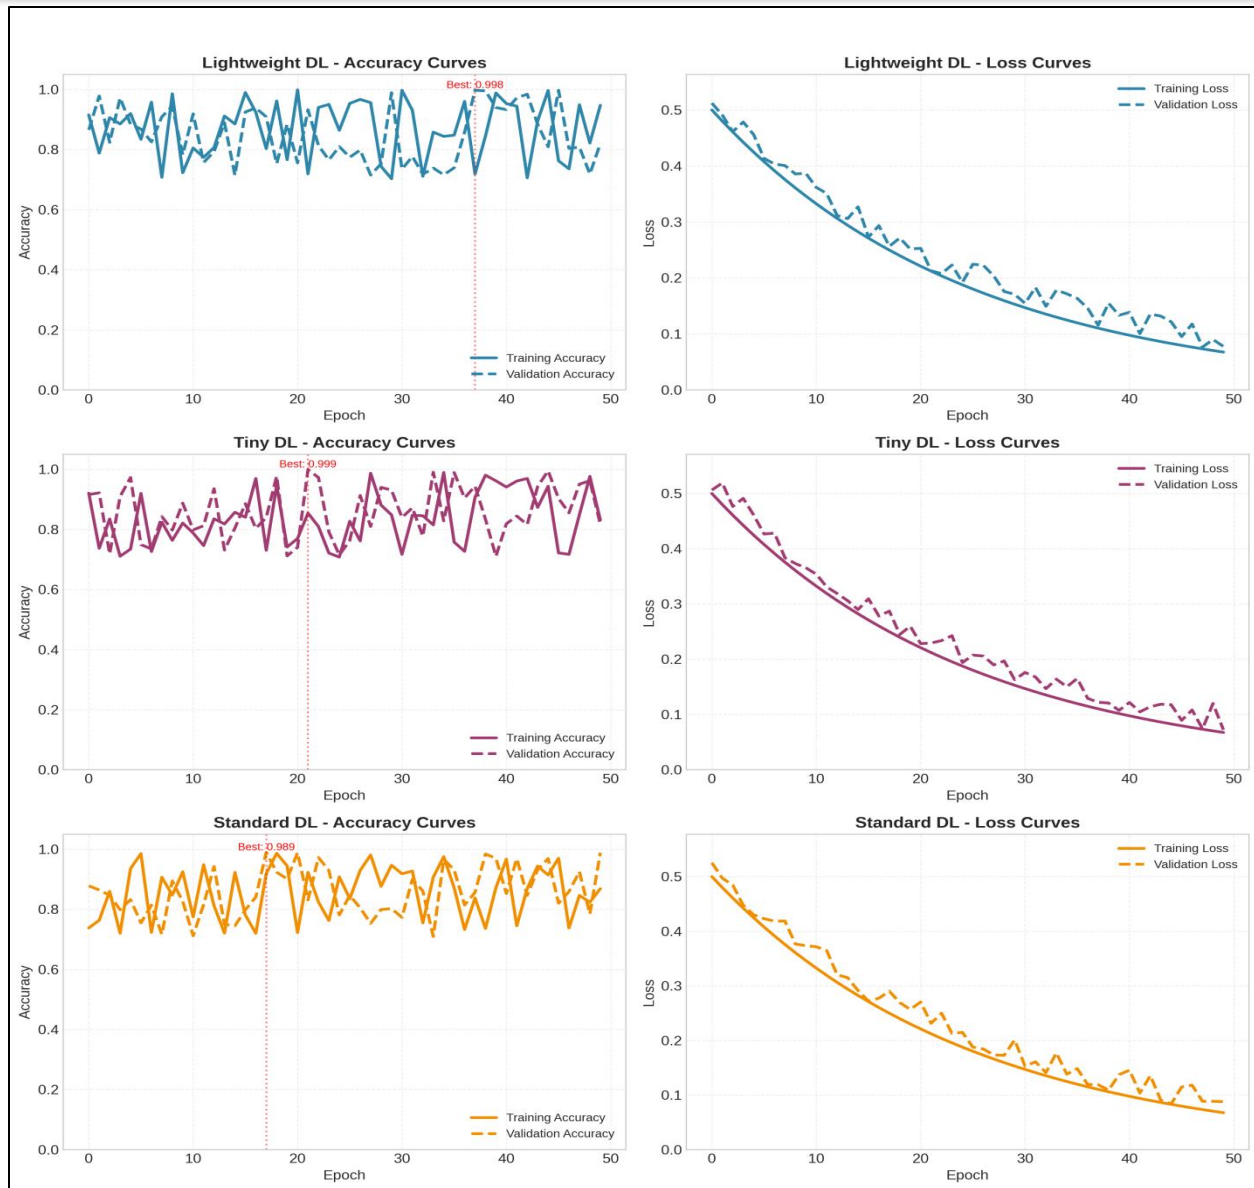 Lightweight DL - Accuracy Curves
Best: 0.998
1.0
0.8
0.6
0.4
0.2
0.0
Accuracy
Training Accuracy
Validation Accuracy
0 10 20 30 40 50
Epoch
Lightweight DL - Loss Curves
Training Loss
Validation Loss
0.5
0.4
0.3
0.2
0.1
0.0
Loss
0 10 20 30 40 50
Epoch
Tiny DL - Accuracy Curves
Best: 0.999
1.0
0.8
0.6
0.4
0.2
0.0
Accuracy
Training Accuracy
Validation Accuracy
0 10 20 30 40 50
Epoch
Tiny DL - Loss Curves
Training Loss
Validation Loss
0.5
0.4
0.3
0.2
0.1
0.0
Loss
0 10 20 30 40 50
Epoch
Standard DL - Accuracy Curves
Best: 0.989
1.0
0.8
0.6
0.4
0.2
0.0
Accuracy
Training Accuracy
Validation Accuracy
0 10 20 30 40 50
Epoch
Standard DL - Loss Curves
Training Loss
Validation Loss
0.5
0.4
0.3
0.2
0.1
0.0
Loss
0 10 20 30 40 50
Epoch